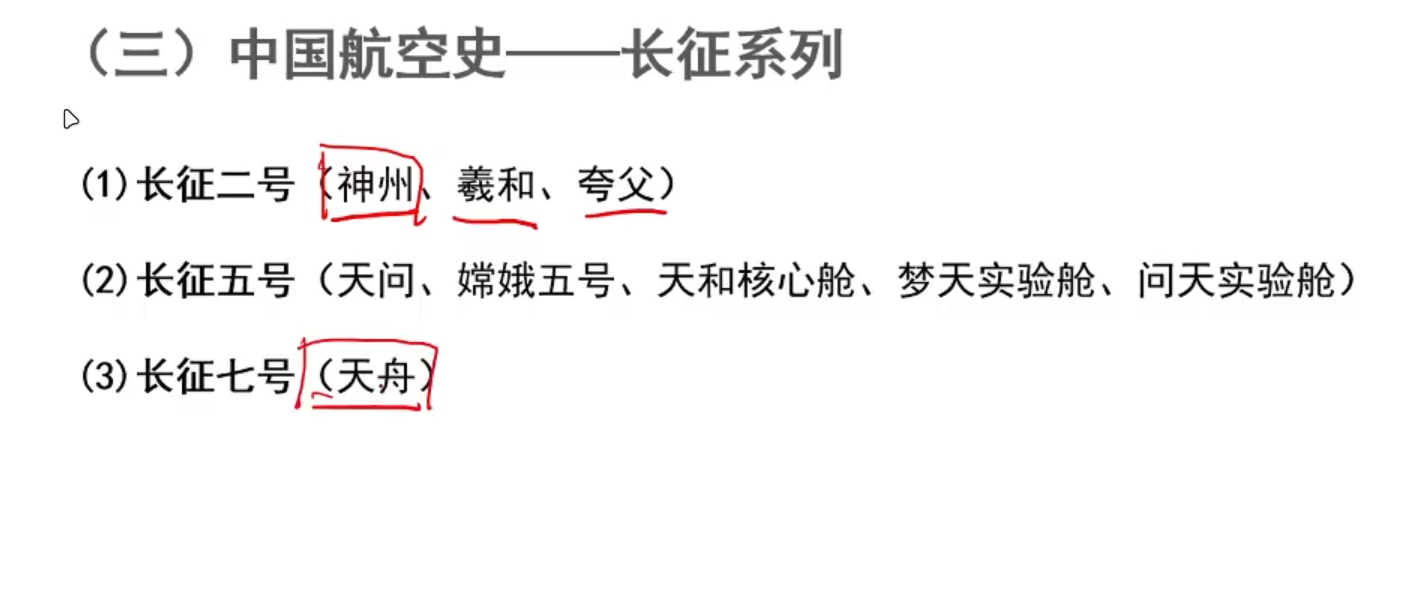 （三）中国航空史——长征系列
(1)长征二号（神州、羲和、夸父）
(2)长征五号（天问、嫦娥五号、天和核心舱、梦天实验舱、问天实验舱）
(3)长征七号（天舟）